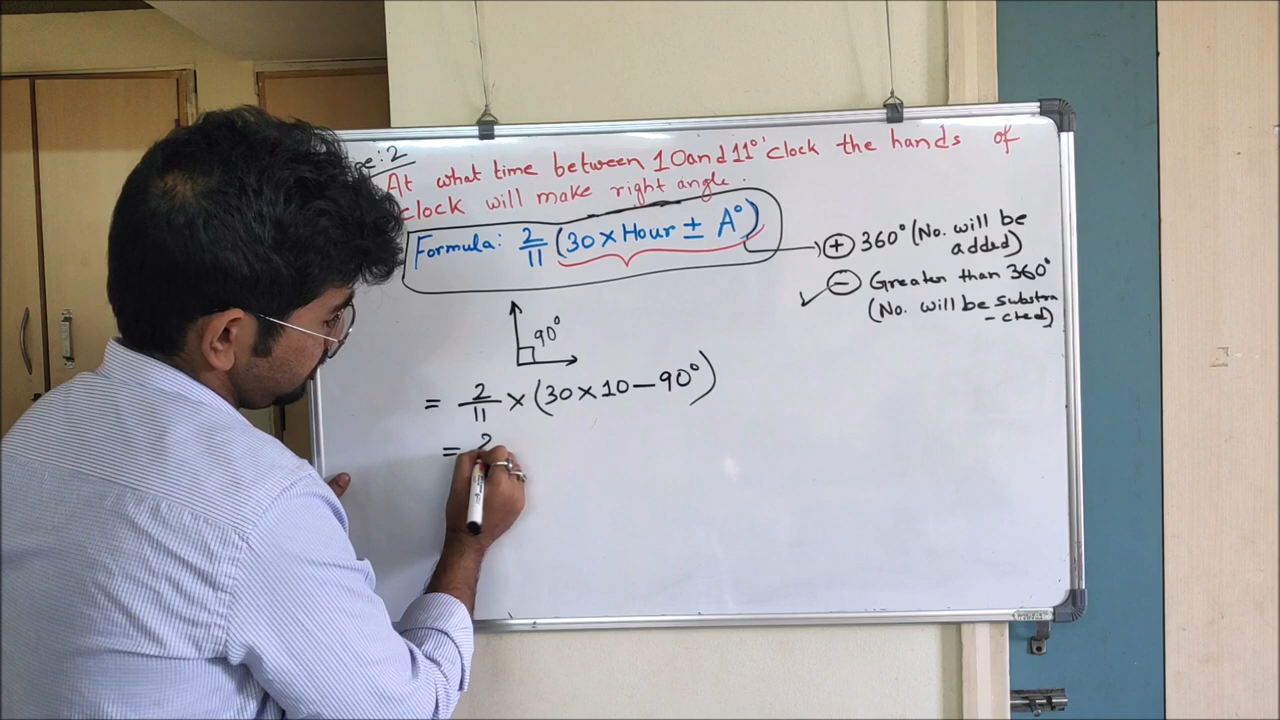 e:2
At what time between 10 and 11 o'clock the hands of
clock will make right angle.
Formula: 2/11 (30 × Hour ± A°)
⊕ 360° (No. will be
added)
⊖ Greater than 360°
(No. will be substra
-cted)
90°
= 2/11 × (30 × 10 - 90°)
= 2